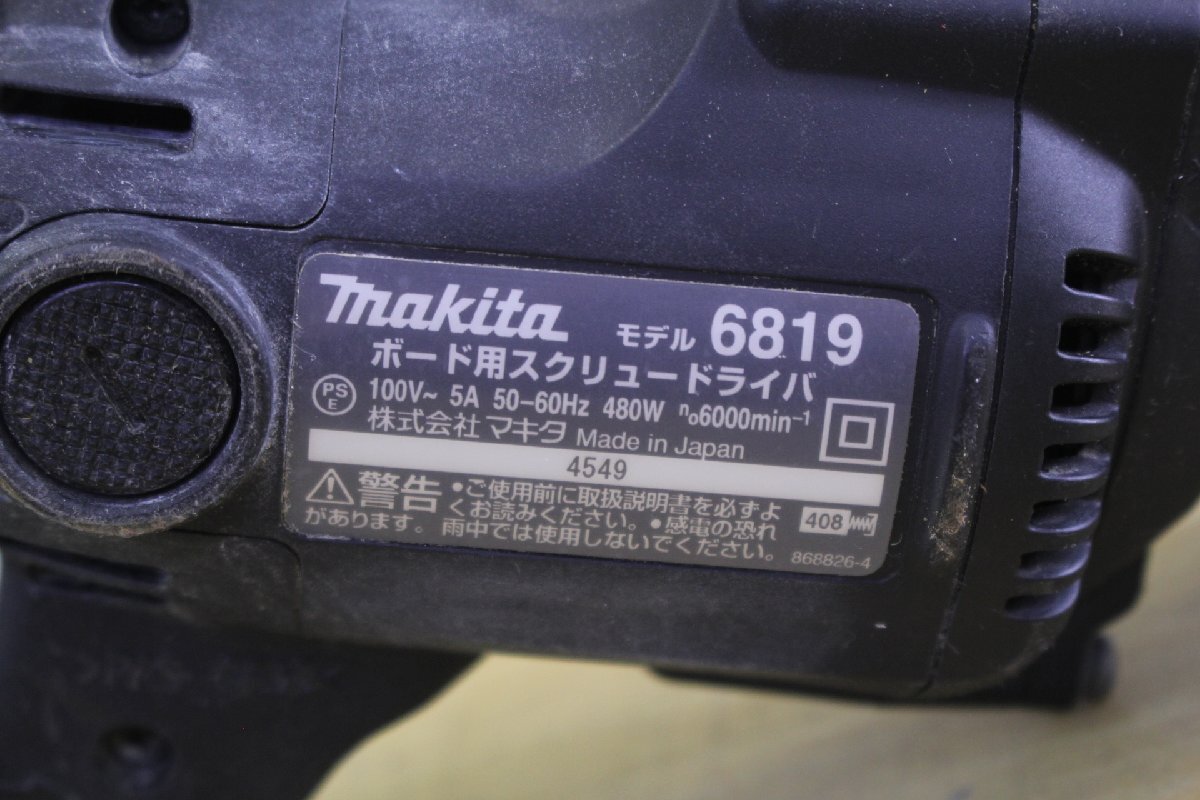 makita モデル 6819
ボード用スクリュードライバ
PS E 100V~ 5A 50-60Hz 480W n₀6000min⁻¹
株式会社 マキタ Made in Japan
4549
警告 •ご使用前に取扱説明書を必ずよ
くお読みください。•感電の恐れ
があります。雨中では使用しないでください。
408
868826-4